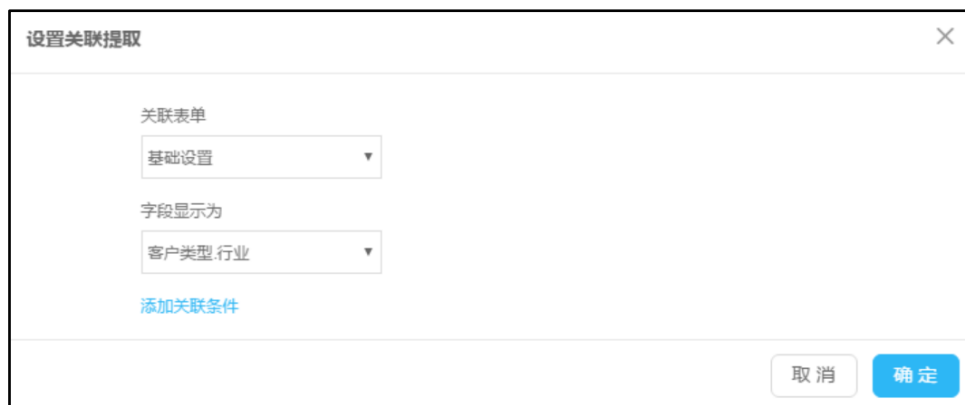 设置关联提取
关联表单
基础设置
字段显示为
客户类型.行业
添加关联条件
取消 确定